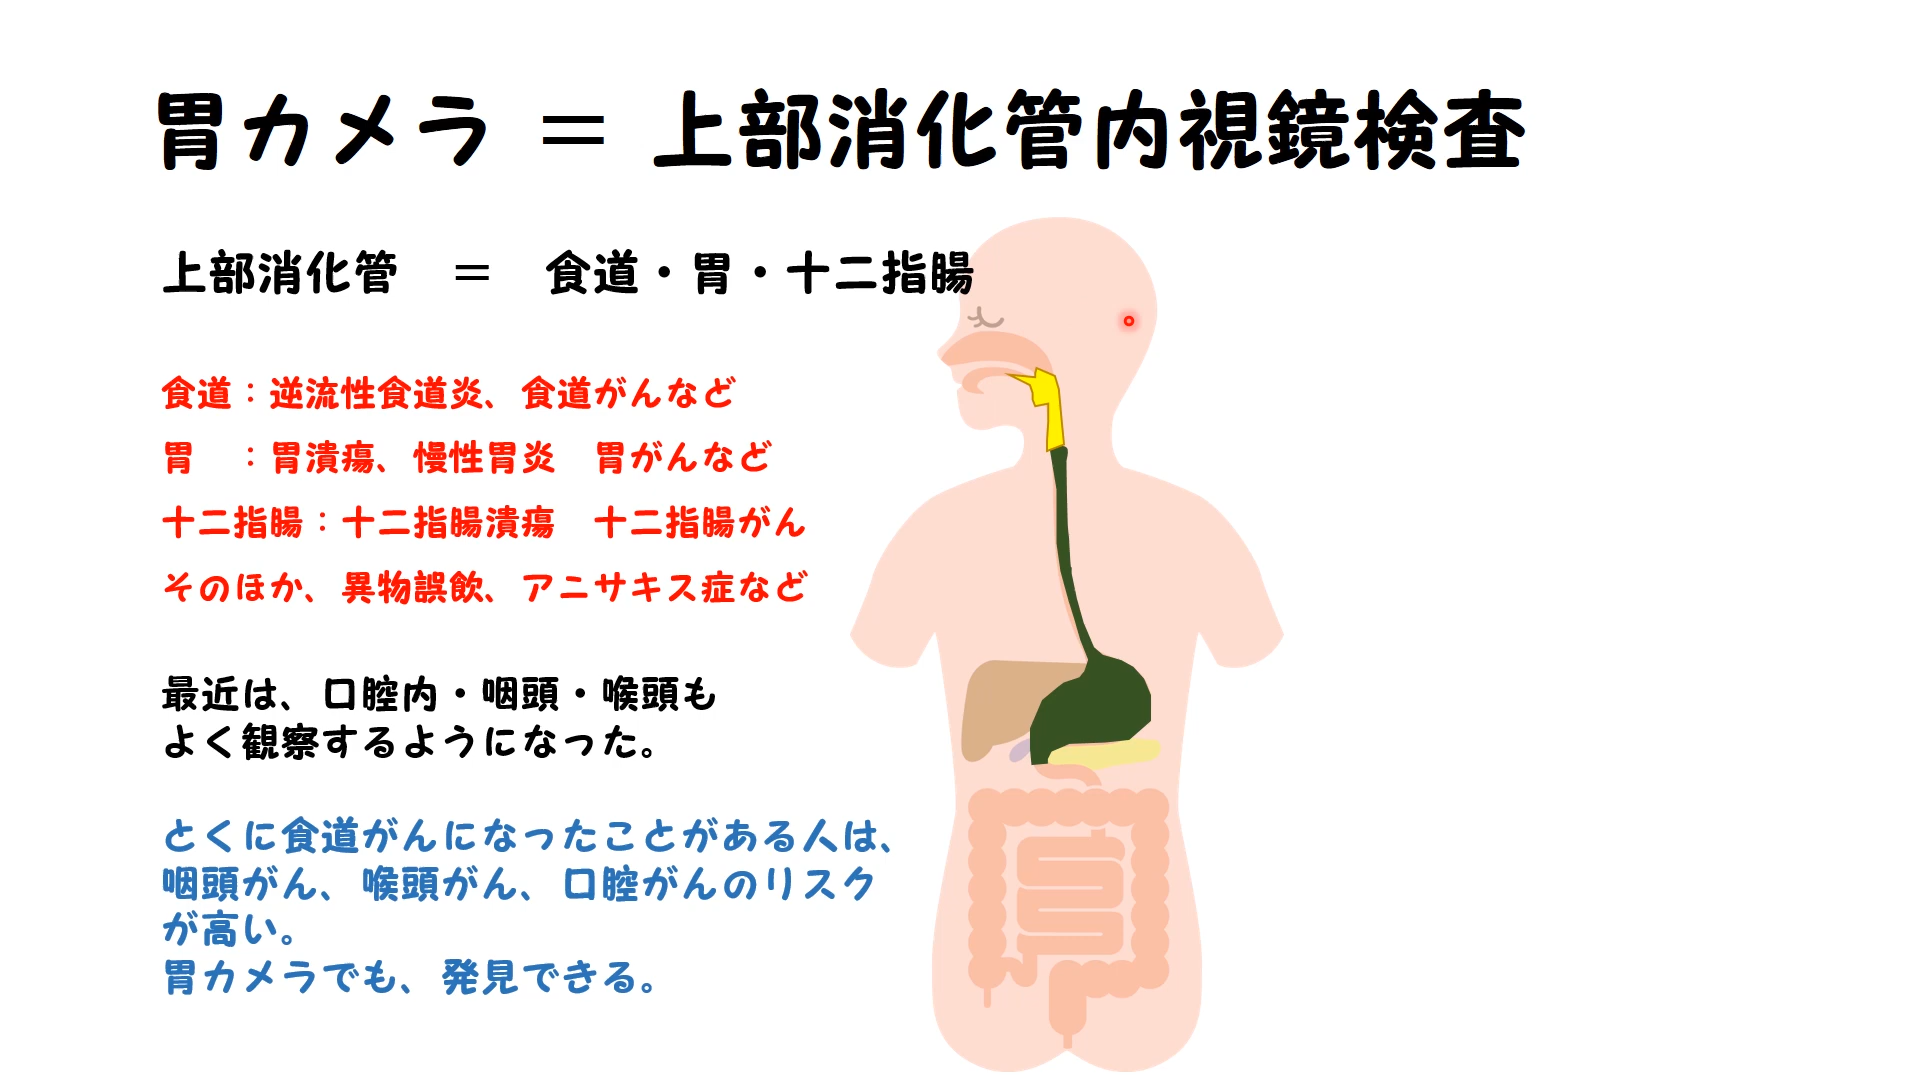 胃カメラ ＝ 上部消化管内視鏡検査
上部消化管　＝　食道・胃・十二指腸
食道：逆流性食道炎、食道がんなど
胃　：胃潰瘍、慢性胃炎　胃がんなど
十二指腸：十二指腸潰瘍　十二指腸がん
そのほか、異物誤飲、アニサキス症など
最近は、口腔内・咽頭・喉頭も
よく観察するようになった。
とくに食道がんになったことがある人は、
咽頭がん、喉頭がん、口腔がんのリスク
が高い。
胃カメラでも、発見できる。